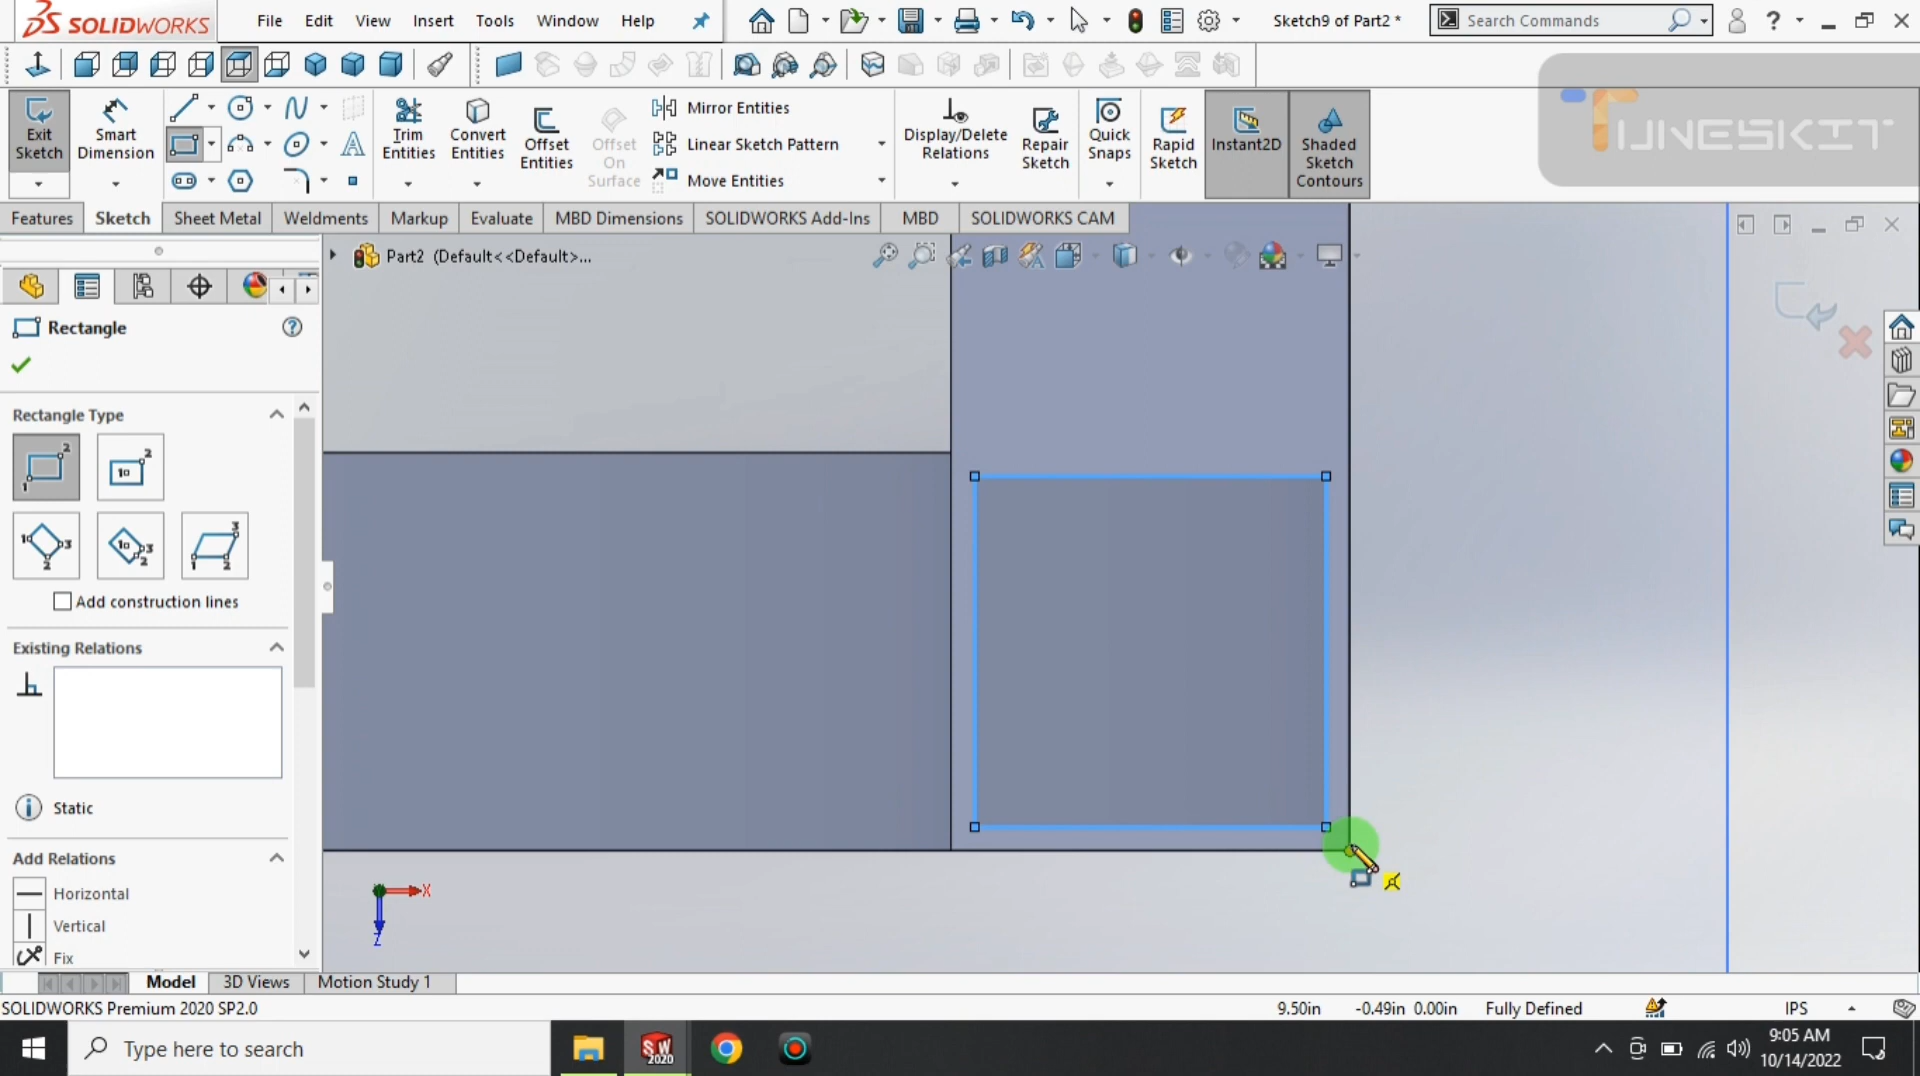 SOLIDWORKS
File Edit View Insert Tools Window Help
Sketch9 of Part2 *
Search Commands
TUNESKIT
Exit Sketch
Smart Dimension
Trim Entities
Convert Entities
Offset Entities
Offset On Surface
Mirror Entities
Linear Sketch Pattern
Move Entities
Display/Delete Relations
Repair Sketch
Quick Snaps
Rapid Sketch
Instant2D
Shaded Sketch Contours
Features Sketch Sheet Metal Weldments Markup Evaluate MBD Dimensions SOLIDWORKS Add-Ins MBD SOLIDWORKS CAM
Part2 (Default<<Default>...
Rectangle
Rectangle Type
Add construction lines
Existing Relations
Static
Add Relations
Horizontal
Vertical
Fix
X
Z
Model 3D Views Motion Study 1
SOLIDWORKS Premium 2020 SP2.0
9.50in -0.49in 0.00in Fully Defined IPS
Type here to search
SW 2020
9:05 AM
10/14/2022